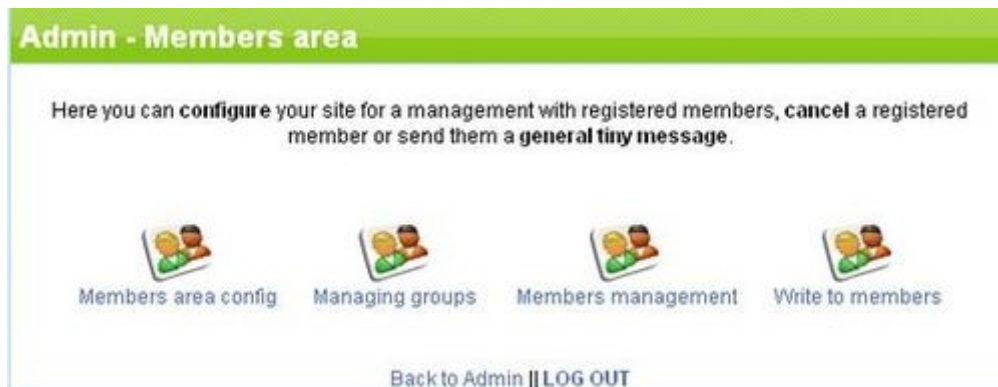 Admin - Members area
Here you can configure your site for a management with registered members, cancel a registered
member or send them a general tiny message.
Members area config Managing groups Members management Write to members
Back to Admin || LOG OUT